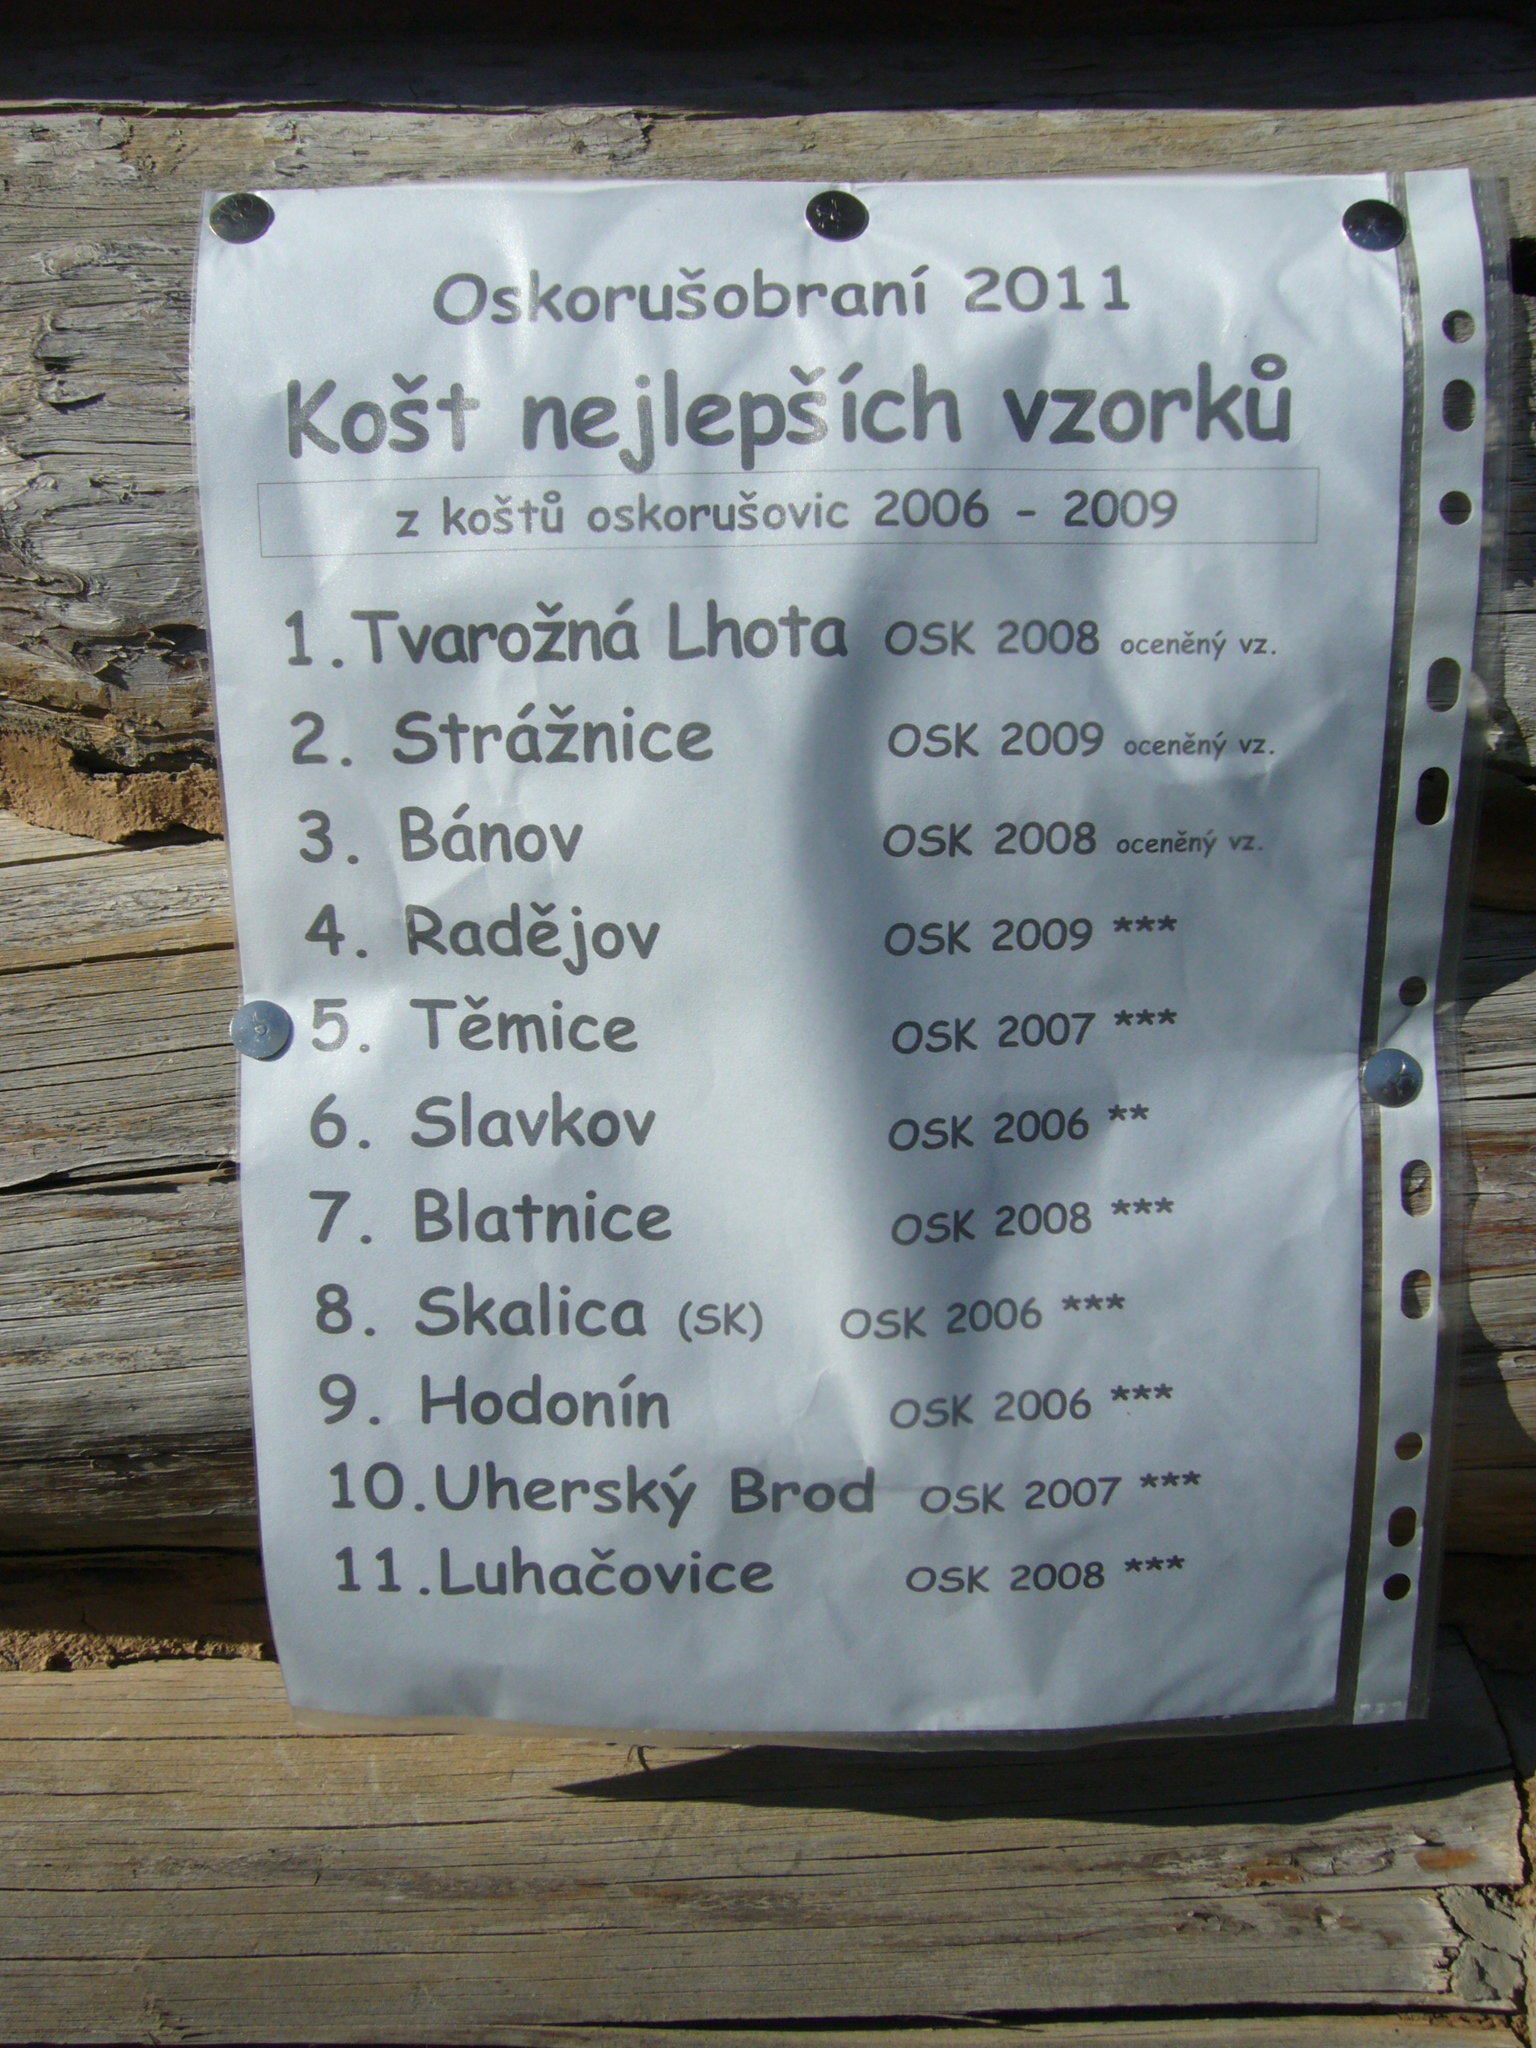 Oskorušobraní 2011
Košt nejlepších vzorků
z koštů oskorušovic 2006 - 2009
1. Tvarožná Lhota OSK 2008 oceněný vz.
2. Strážnice OSK 2009 oceněný vz.
3. Bánov OSK 2008 oceněný vz.
4. Radějov OSK 2009 ***
5. Těmice OSK 2007 ***
6. Slavkov OSK 2006 **
7. Blatnice OSK 2008 ***
8. Skalica (SK) OSK 2006 ***
9. Hodonín OSK 2006 ***
10. Uherský Brod OSK 2007 ***
11. Luhačovice OSK 2008 ***